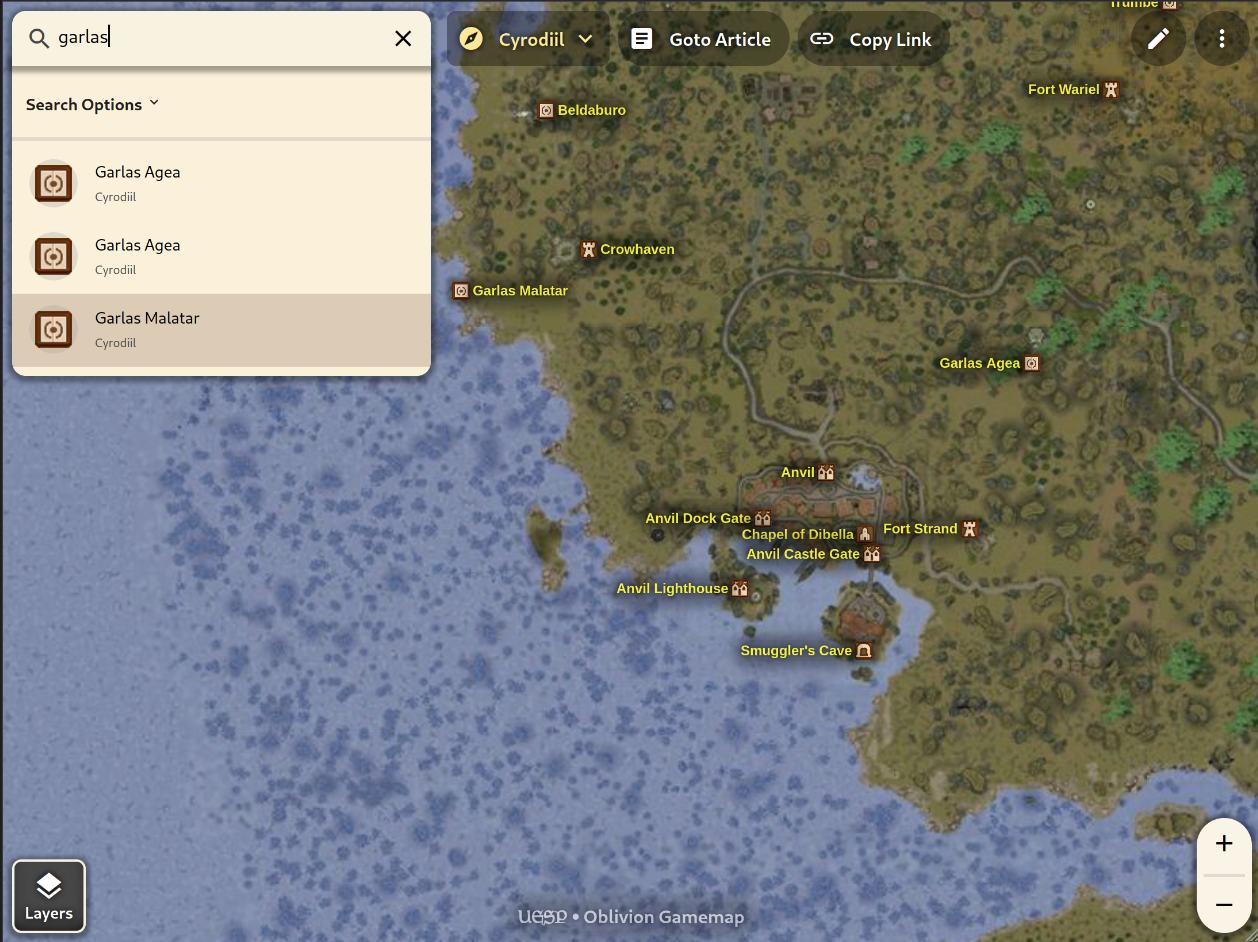 garlas
Cyrodiil
Goto Article
Copy Link
Search Options
Garlas Agea
Cyrodiil
Garlas Agea
Cyrodiil
Garlas Malatar
Cyrodiil
Trumbe
Fort Wariel
Beldaburo
Crowhaven
Garlas Malatar
Garlas Agea
Anvil
Anvil Dock Gate
Fort Strand
Chapel of Dibella
Anvil Castle Gate
Anvil Lighthouse
Smuggler's Cave
Layers
uesp • Oblivion Gamemap